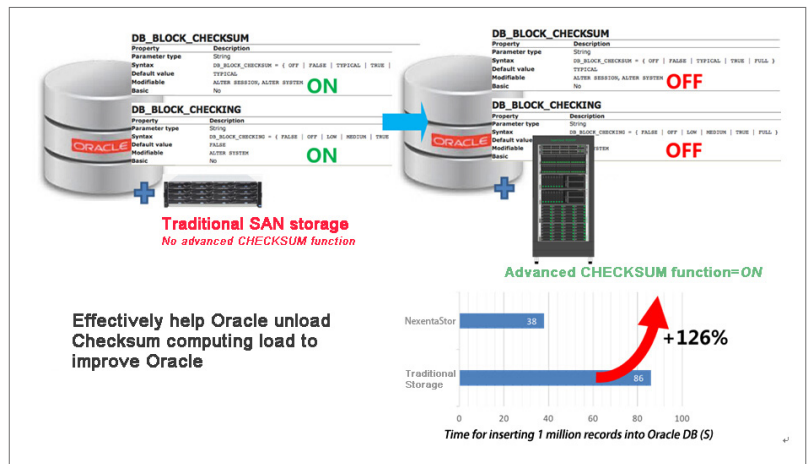 DB_BLOCK_CHECKSUM
Property Description
Parameter type String
Syntax DB_BLOCK_CHECKSUM = { OFF | FALSE | TYPICAL | TRUE |
Default value TYPICAL
Modifiable ALTER SESSION, ALTER SYSTEM
Basic No
ON
DB_BLOCK_CHECKING
Property Description
Parameter type String
Syntax DB_BLOCK_CHECKING = { FALSE | OFF | LOW | MEDIUM | TRUE
Default value FALSE
Modifiable ALTER SYSTEM
Basic No
ON
ORACLE
Traditional SAN storage
No advanced CHECKSUM function
DB_BLOCK_CHECKSUM
Property Description
Parameter type String
Syntax DB_BLOCK_CHECKSUM = { OFF | FALSE | TYPICAL | TRUE | FULL }
Default value TYPICAL
Modifiable ALTER SESSION, ALTER SYSTEM
Basic No
OFF
DB_BLOCK_CHECKING
Property Description
Parameter type String
Syntax DB_BLOCK_CHECKING = { FALSE | OFF | LOW | MEDIUM | TRUE | FULL }
Default value
Modifiable
Basic
OFF
ORACLE
Advanced CHECKSUM function=ON
Effectively help Oracle unload
Checksum computing load to
improve Oracle
NexentaStor 38
+126%
Traditional
Storage 86
0 20 40 60 80 100
Time for inserting 1 million records into Oracle DB (S)